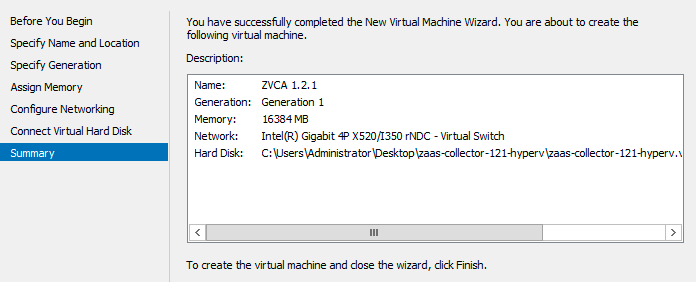 Before You Begin
Specify Name and Location
Specify Generation
Assign Memory
Configure Networking
Connect Virtual Hard Disk
Summary
You have successfully completed the New Virtual Machine Wizard. You are about to create the
following virtual machine.
Description:
Name: ZVCA 1.2.1
Generation: Generation 1
Memory: 16384 MB
Network: Intel(R) Gigabit 4P X520/I350 rNDC - Virtual Switch
Hard Disk: C:\Users\Administrator\Desktop\zaas-collector-121-hyperv\zaas-collector-121-hyperv.v
To create the virtual machine and close the wizard, click Finish.